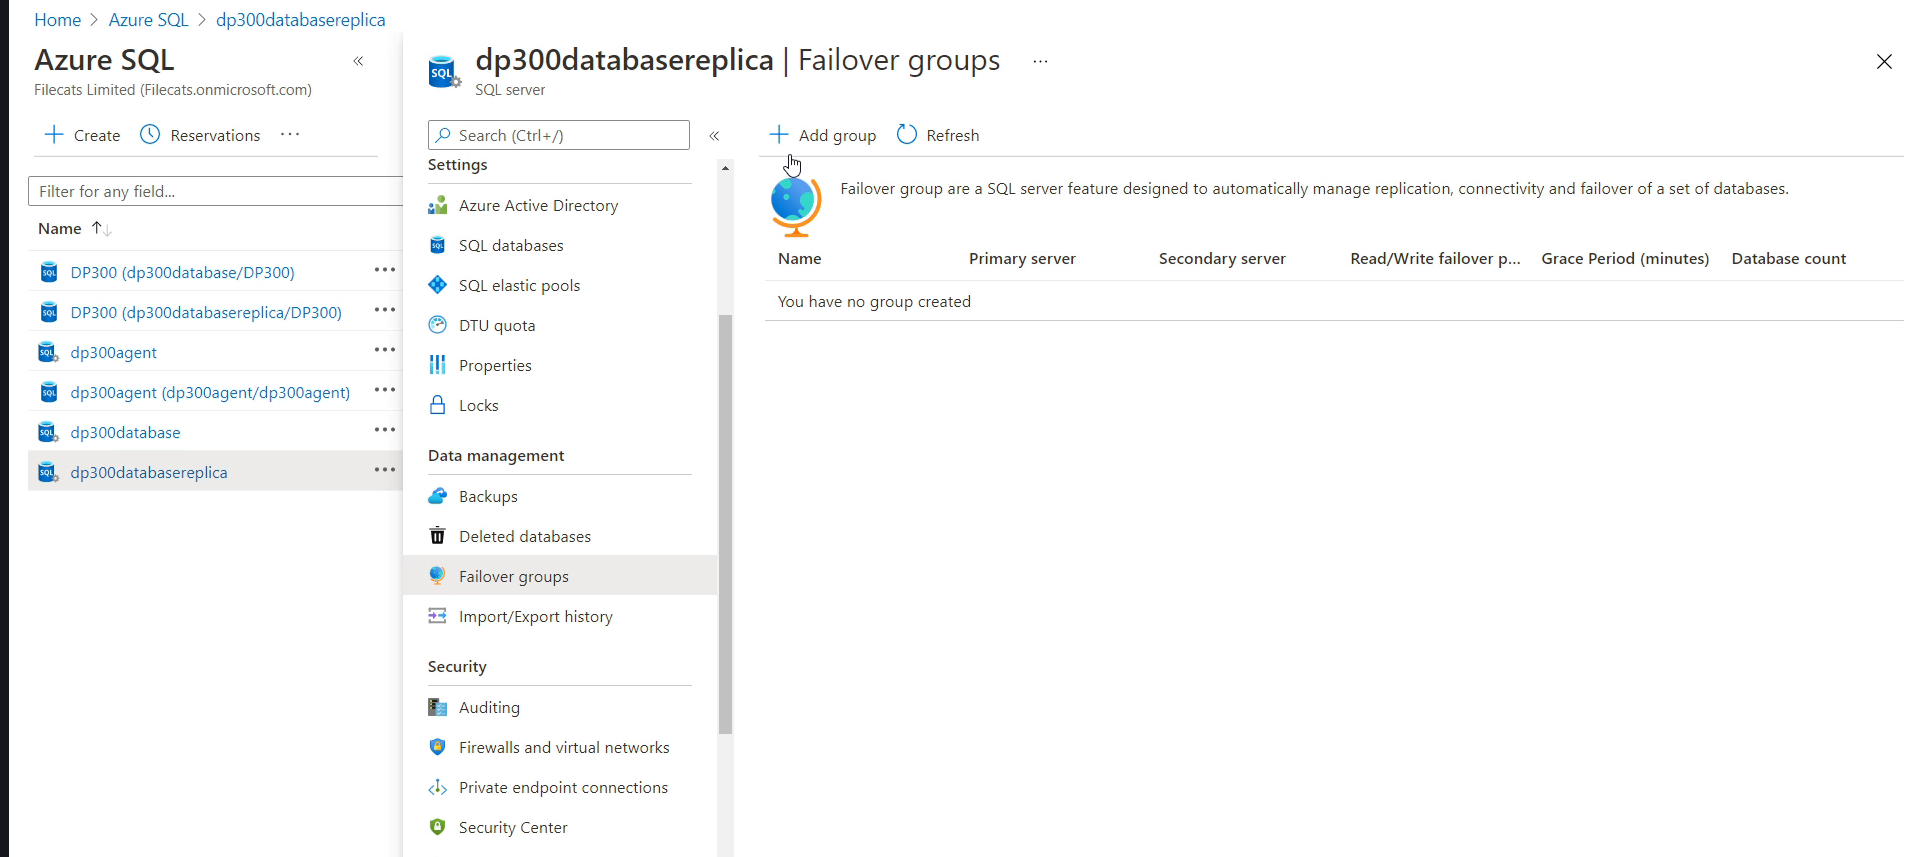 Home > Azure SQL > dp300databasereplica
Azure SQL
«
Filecats Limited (Filecats.onmicrosoft.com)
+ Create Reservations ···
Filter for any field...
Name ↑↓
DP300 (dp300database/DP300) ···
DP300 (dp300databasereplica/DP300) ···
dp300agent ···
dp300agent (dp300agent/dp300agent) ···
dp300database ···
dp300databasereplica ···
dp300databasereplica | Failover groups ···
SQL server
Search (Ctrl+/)
«
Settings
Azure Active Directory
SQL databases
SQL elastic pools
DTU quota
Properties
Locks
Data management
Backups
Deleted databases
Failover groups
Import/Export history
Security
Auditing
Firewalls and virtual networks
Private endpoint connections
Security Center
+ Add group Refresh
Failover group are a SQL server feature designed to automatically manage replication, connectivity and failover of a set of databases.
Name Primary server Secondary server Read/Write failover p... Grace Period (minutes) Database count
You have no group created